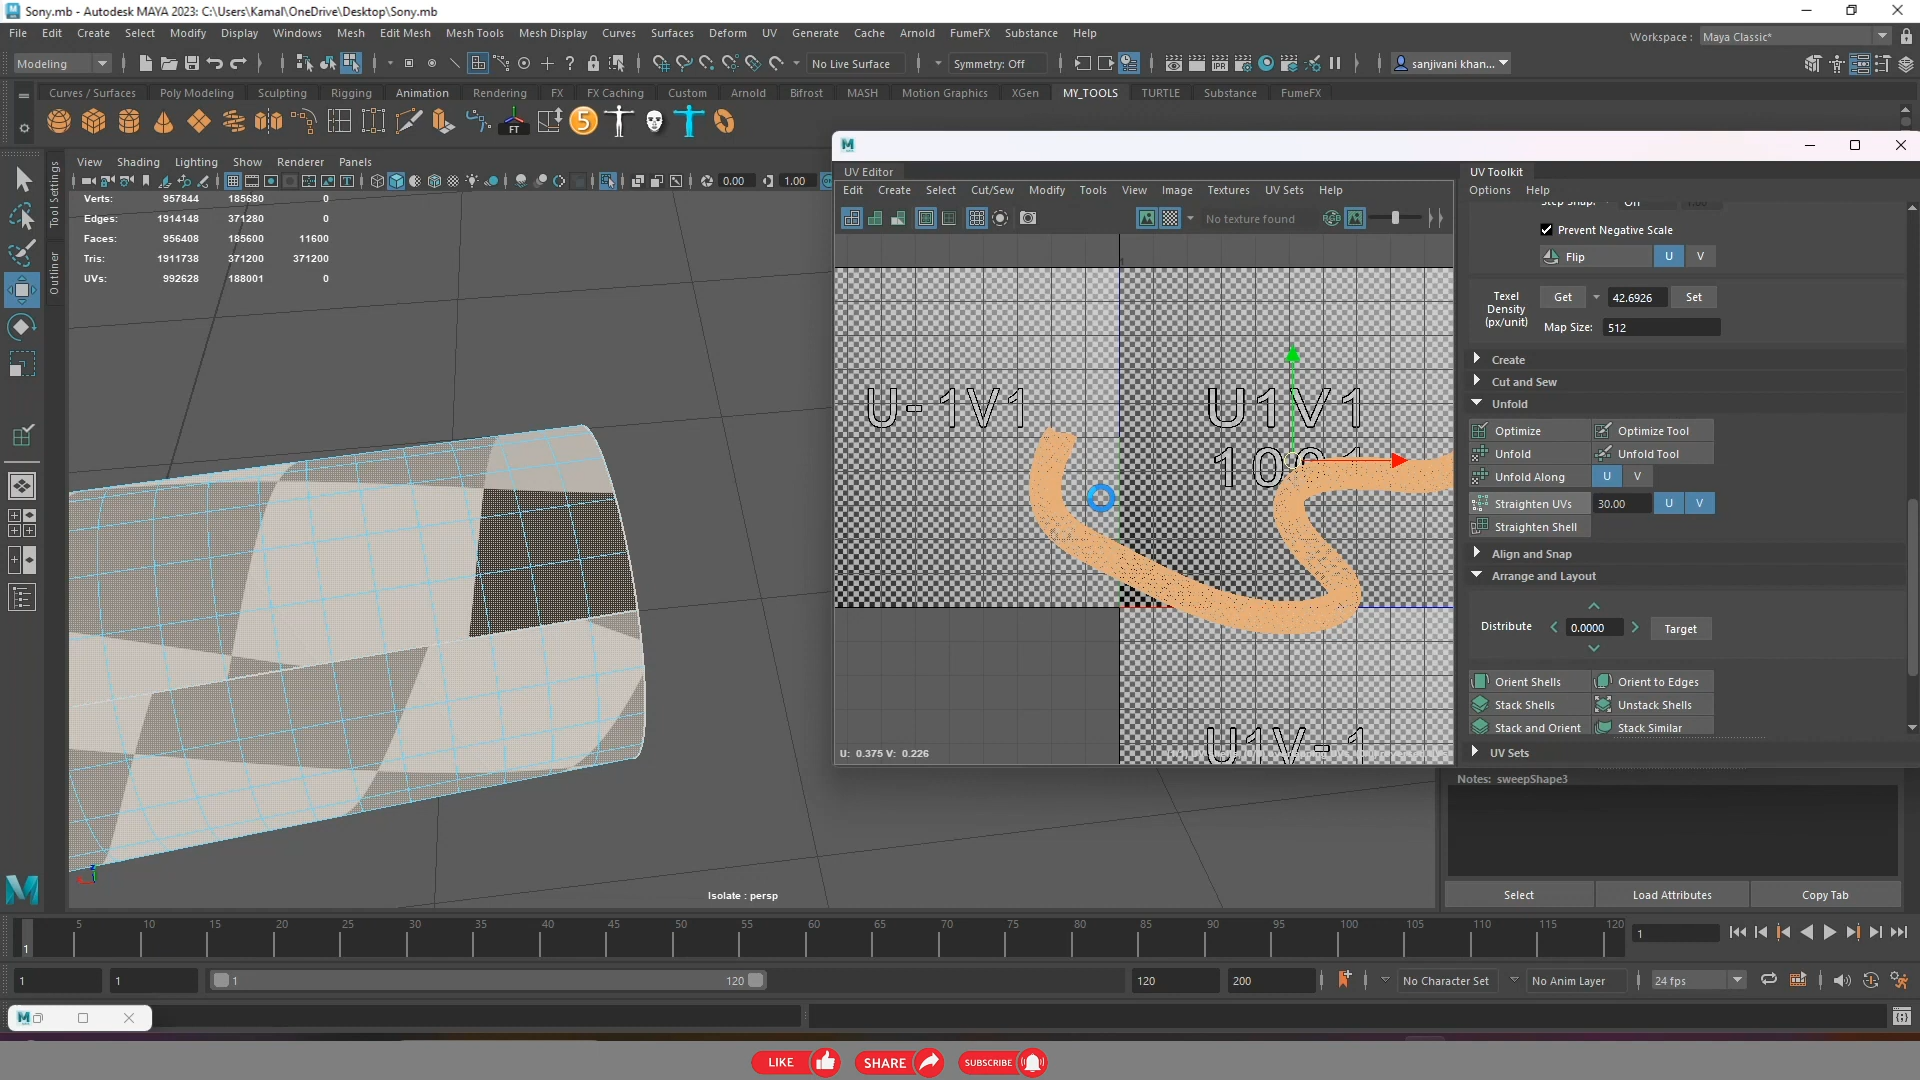 Sony.mb - Autodesk MAYA 2023: C:\Users\Kamal\OneDrive\Desktop\Sony.mb
File Edit Create Select Modify Display Windows Mesh Edit Mesh Mesh Tools Mesh Display Curves Surfaces Deform UV Generate Cache Arnold FumeFX Substance Help
Workspace : Maya Classic*
Modeling No Live Surface Symmetry: Off sanjivani khan...
Curves / Surfaces Poly Modeling Sculpting Rigging Animation Rendering FX FX Caching Custom Arnold Bifrost MASH Motion Graphics XGen MY_TOOLS TURTLE Substance FumeFX
FT 5
View Shading Lighting Show Renderer Panels
0.00 1.00
Tool Settings
Outliner
Verts: 957844 185680 0
Edges: 1914148 371280 0
Faces: 956408 185600 11600
Tris: 1911738 371200 371200
UVs: 992628 188001 0
Isolate : persp
UV Editor
Edit Create Select Cut/Sew Modify Tools View Image Textures UV Sets Help
No texture found
U-1V1
U1V1
U1V-1
U: 0.375 V: 0.226
UV Toolkit
Options Help
Prevent Negative Scale
Flip U V
Texel Density (px/unit) Get 42.6926 Set
Map Size: 512
Create
Cut and Sew
Unfold
Optimize Optimize Tool
Unfold Unfold Tool
Unfold Along U V
Straighten UVs 30.00 U V
Straighten Shell
Align and Snap
Arrange and Layout
Distribute 0.0000 Target
Orient Shells Orient to Edges
Stack Shells Unstack Shells
Stack and Orient Stack Similar
UV Sets
Notes: sweepShape3
Select Load Attributes Copy Tab
1 5 10 15 20 25 30 35 40 45 50 55 60 65 70 75 80 85 90 95 100 105 110 115 120 1
1 1 1 120 120 200 No Character Set No Anim Layer 24 fps
LIKE SHARE SUBSCRIBE